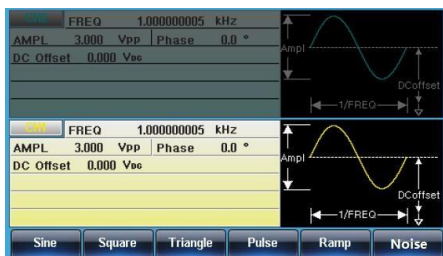 FREQ 1.000000005 kHz
AMPL 3.000 Vpp Phase 0.0 °
DC Offset 0.000 VDC
Ampl
DCoffset
1/FREQ
FREQ 1.000000005 kHz
AMPL 3.000 Vpp Phase 0.0 °
DC Offset 0.000 VDC
Ampl
DCoffset
1/FREQ
Sine Square Triangle Pulse Ramp Noise